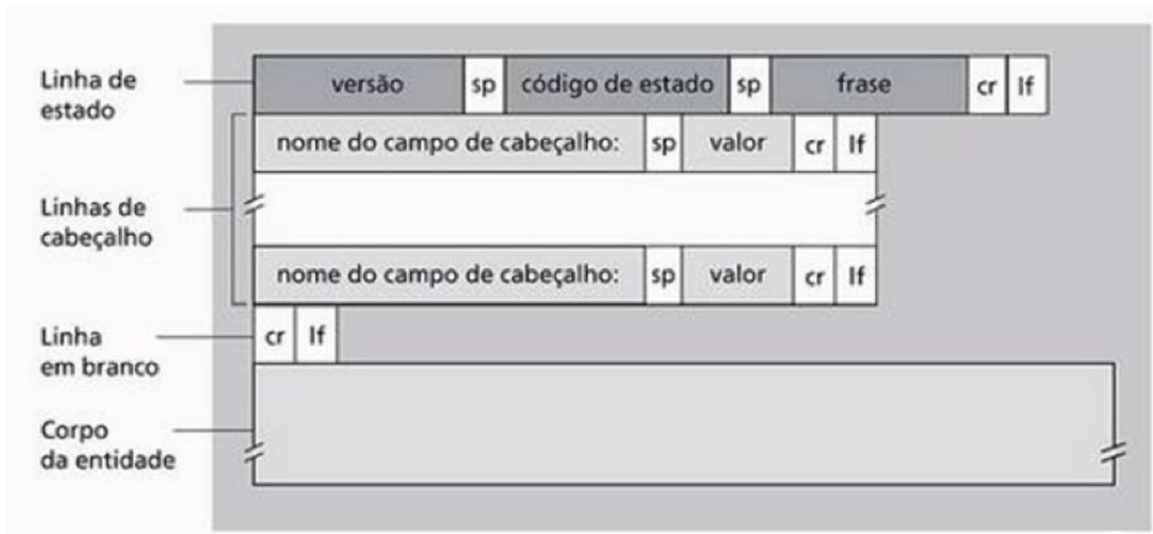 Linha de
estado
versão sp código de estado sp frase cr lf
Linhas de
cabeçalho
nome do campo de cabeçalho: sp valor cr lf
nome do campo de cabeçalho: sp valor cr lf
Linha
em branco
cr lf
Corpo
da entidade